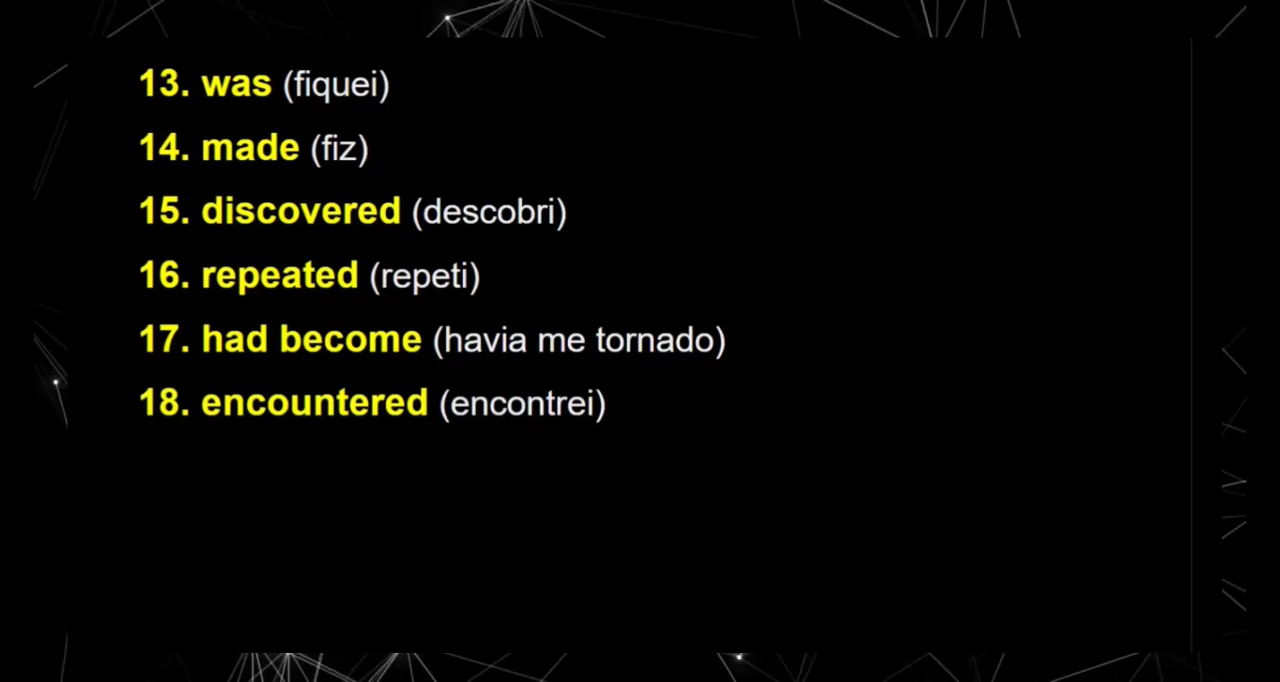 13. was (fiquei)
14. made (fiz)
15. discovered (descobri)
16. repeated (repeti)
17. had become (havia me tornado)
18. encountered (encontrei)